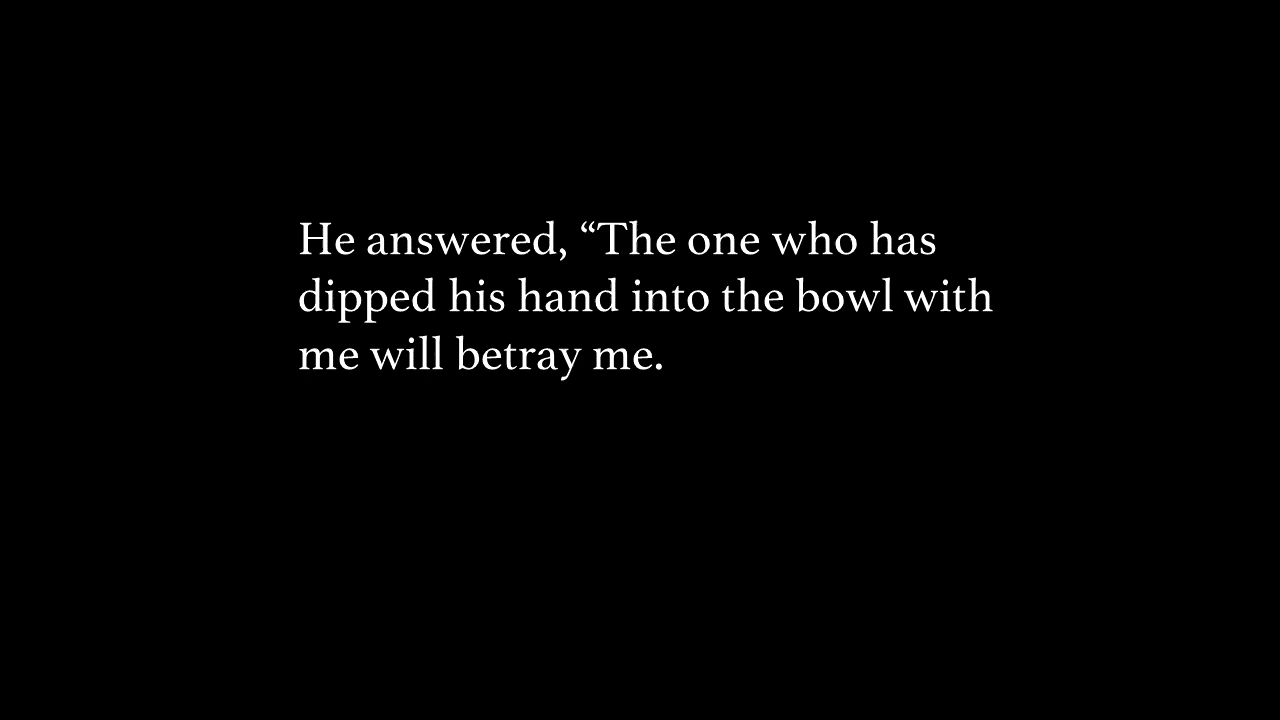 He answered, “The one who has
dipped his hand into the bowl with
me will betray me.